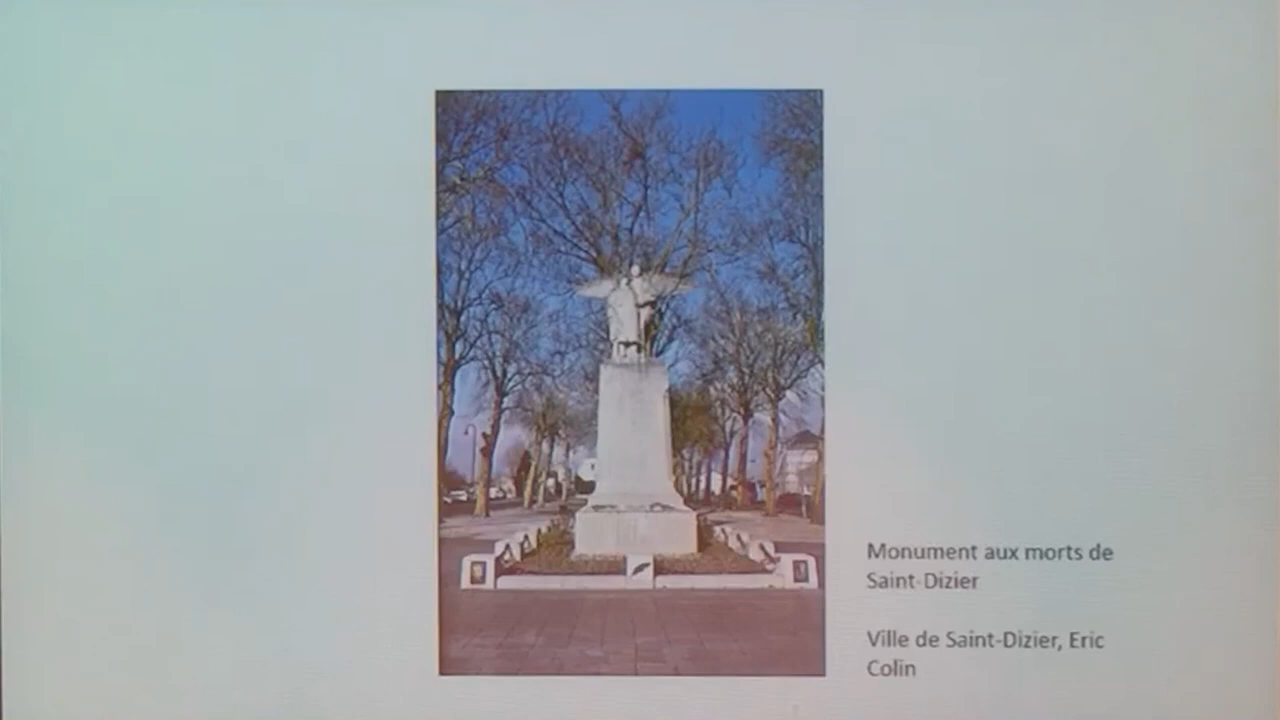 Monument aux morts de
Saint-Dizier
Ville de Saint-Dizier, Eric
Colin